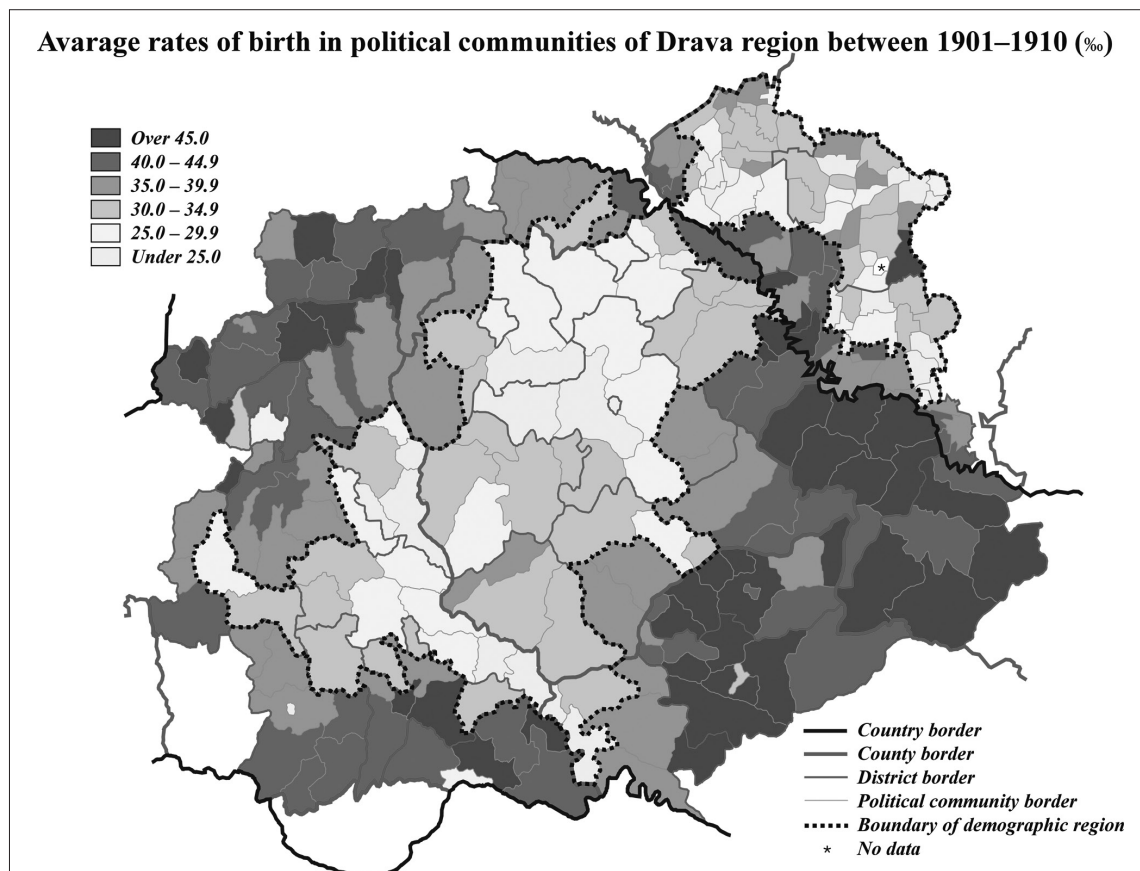 Avarage rates of birth in political communities of Drava region between 1901–1910 (‰)
Over 45.0
40.0 – 44.9
35.0 – 39.9
30.0 – 34.9
25.0 – 29.9
Under 25.0
*
Country border
County border
District border
Political community border
Boundary of demographic region
* No data